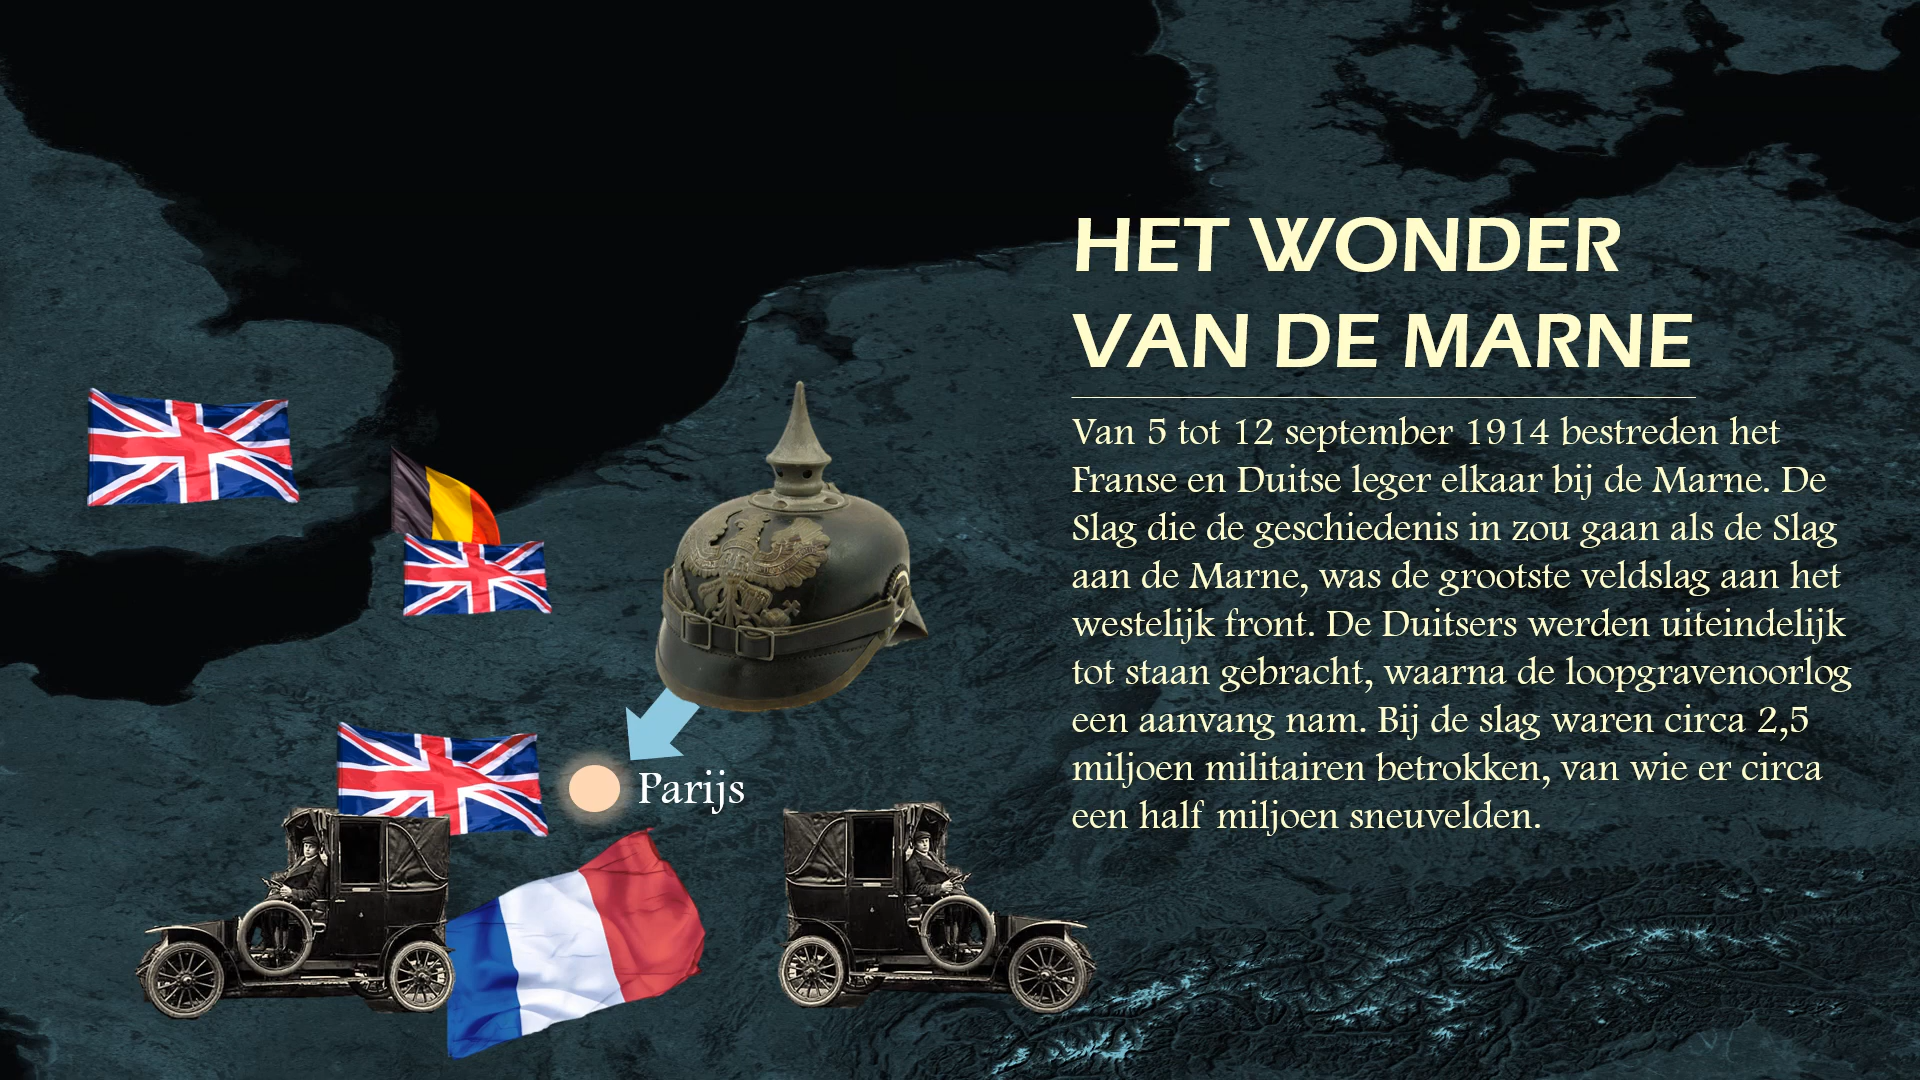 HET WONDER
VAN DE MARNE
Van 5 tot 12 september 1914 bestreden het
Franse en Duitse leger elkaar bij de Marne. De
Slag die de geschiedenis in zou gaan als de Slag
aan de Marne, was de grootste veldslag aan het
westelijk front. De Duitsers werden uiteindelijk
tot staan gebracht, waarna de loopgravenoorlog
een aanvang nam. Bij de slag waren circa 2,5
miljoen militairen betrokken, van wie er circa
een half miljoen sneuvelden.
Parijs